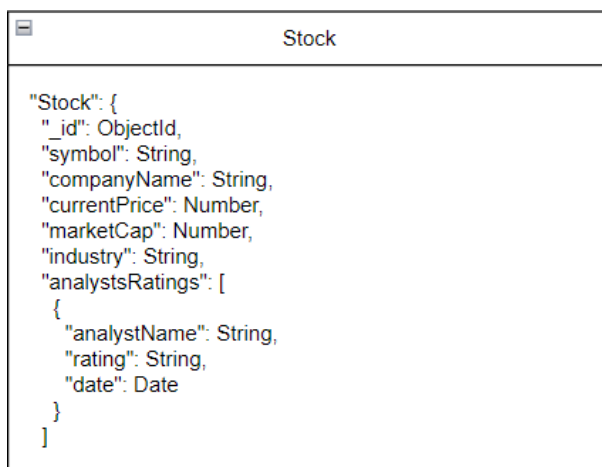 Stock
"Stock": {
"_id": ObjectId,
"symbol": String,
"companyName": String,
"currentPrice": Number,
"marketCap": Number,
"industry": String,
"analystsRatings": [
{
"analystName": String,
"rating": String,
"date": Date
}
]